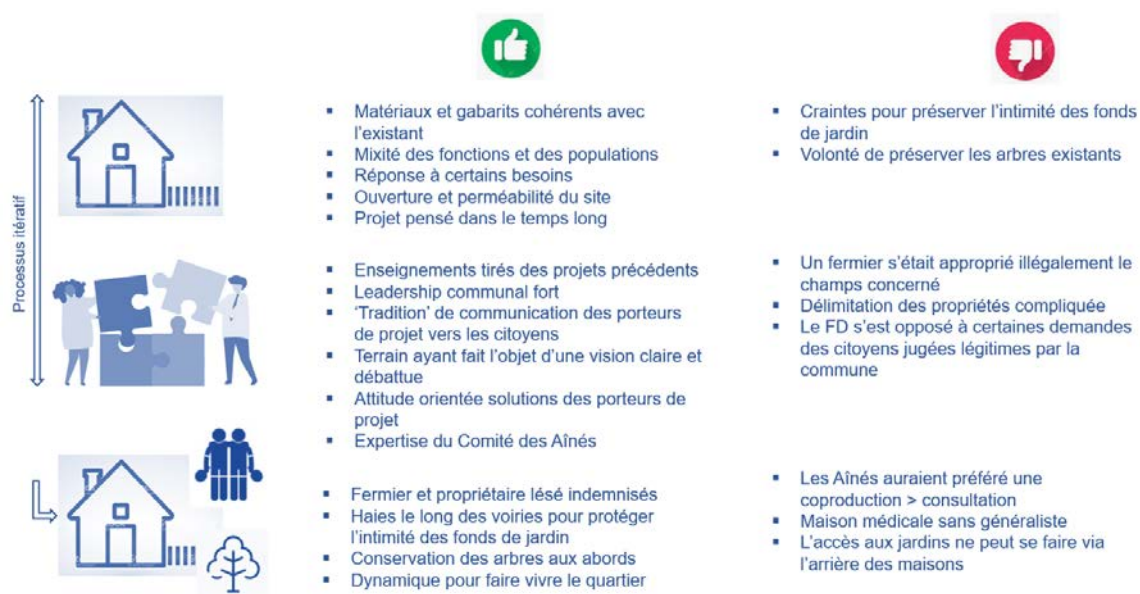 Processus itératif
▪ Matériaux et gabarits cohérents avec
l'existant
▪ Mixité des fonctions et des populations
▪ Réponse à certains besoins
▪ Ouverture et perméabilité du site
▪ Projet pensé dans le temps long
▪ Craintes pour préserver l'intimité des fonds
de jardin
▪ Volonté de préserver les arbres existants
▪ Enseignements tirés des projets précédents
▪ Leadership communal fort
▪ 'Tradition' de communication des porteurs
de projet vers les citoyens
▪ Terrain ayant fait l'objet d'une vision claire et
débattue
▪ Attitude orientée solutions des porteurs de
projet
▪ Expertise du Comité des Aînés
▪ Un fermier s'était approprié illégalement le
champs concerné
▪ Délimitation des propriétés compliquée
▪ Le FD s'est opposé à certaines demandes
des citoyens jugées légitimes par la
commune
▪ Fermier et propriétaire lésé indemnisés
▪ Haies le long des voiries pour protéger
l'intimité des fonds de jardin
▪ Conservation des arbres aux abords
▪ Dynamique pour faire vivre le quartier
▪ Les Aînés auraient préféré une
coproduction > consultation
▪ Maison médicale sans généraliste
▪ L'accès aux jardins ne peut se faire via
l'arrière des maisons